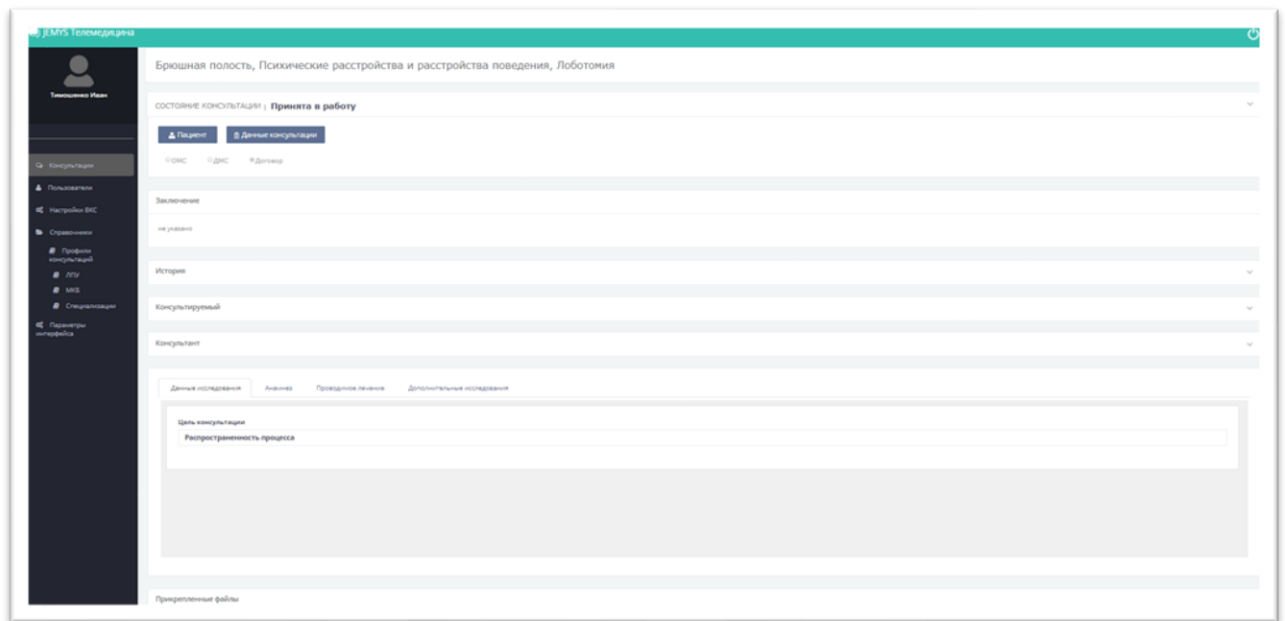 JEMYS Телемедицина
Тимошенко Иван
Консультации
Пользователи
Настройки ВКС
Справочники
Профили
консультаций
ЛПУ
МКБ
Специализации
Параметры
интерфейса
Брюшная полость, Психические расстройства и расстройства поведения, Лоботомия
СОСТОЯНИЕ КОНСУЛЬТАЦИИ | Принята в работу
Пациент Данные консультации
ОМС ДМС Договор
Заключение
не указано
История
Консультируемый
Консультант
Данные исследования Анамнез Проводимое лечение Дополнительные исследования
Цель консультации
Распространенность процесса
Прикрепленные файлы